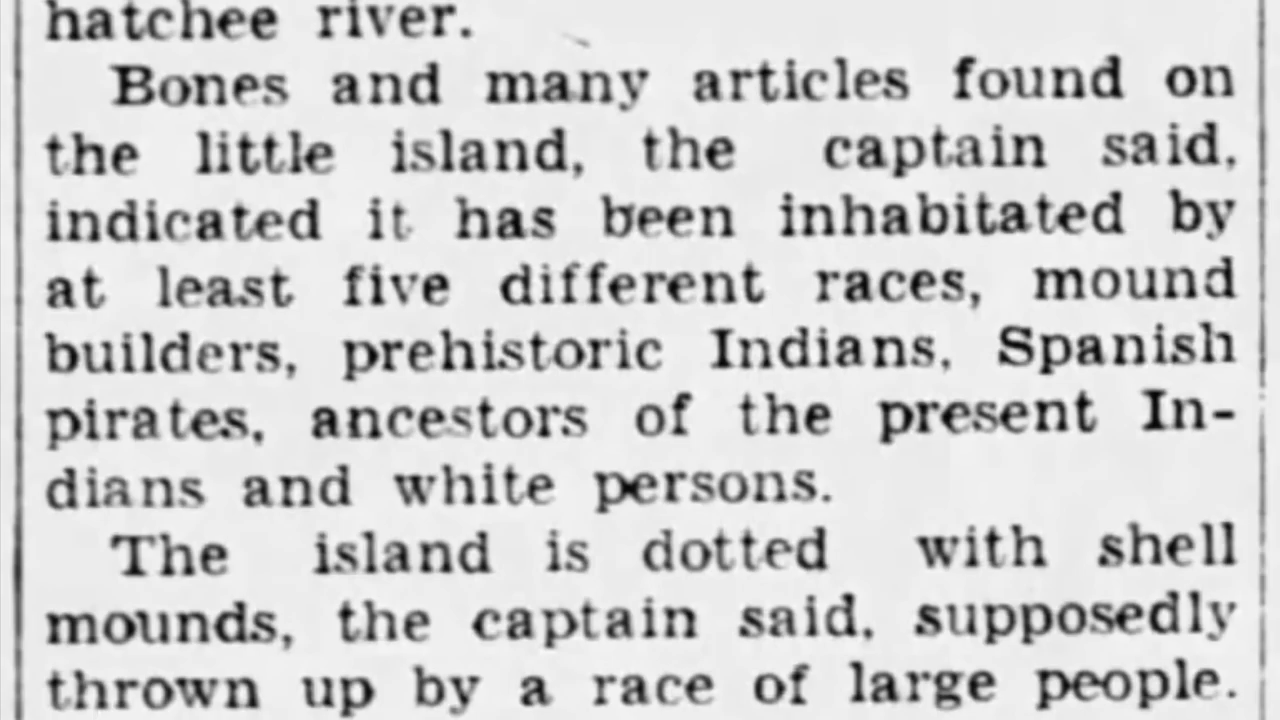 hatchee river.
Bones and many articles found on
the little island, the captain said,
indicated it has been inhabitated by
at least five different races, mound
builders, prehistoric Indians, Spanish
pirates, ancestors of the present In-
dians and white persons.
The island is dotted with shell
mounds, the captain said, supposedly
thrown up by a race of large people.